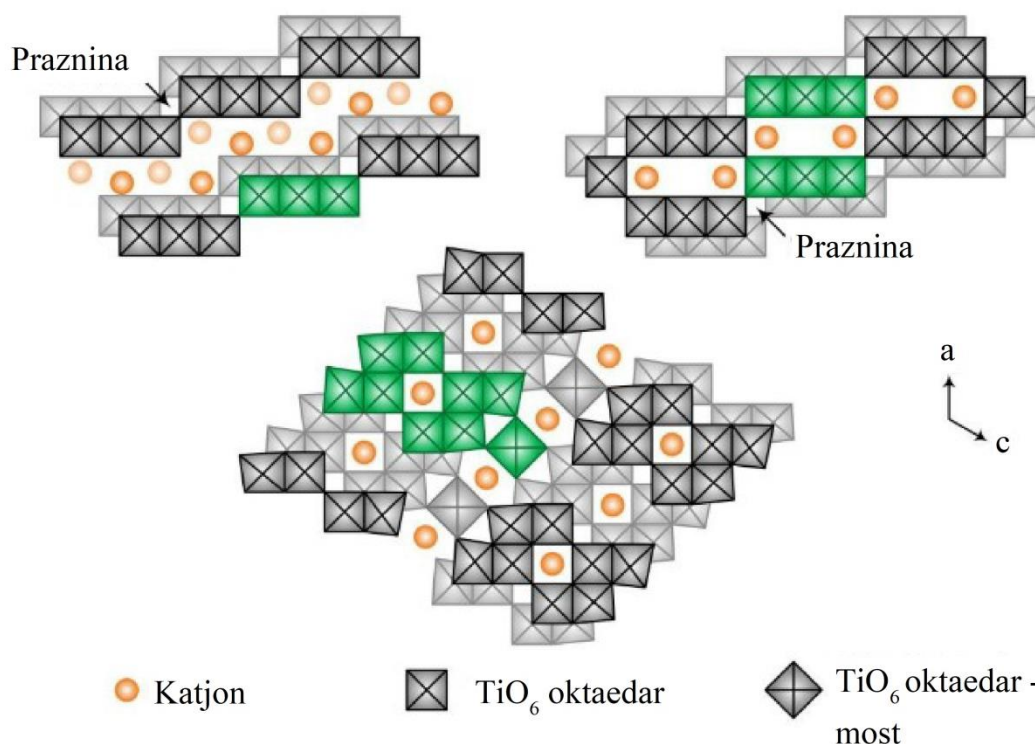 Praznina
Praznina
a
c
Katjon
TiO₆ oktaedar
TiO₆ oktaedar -
most